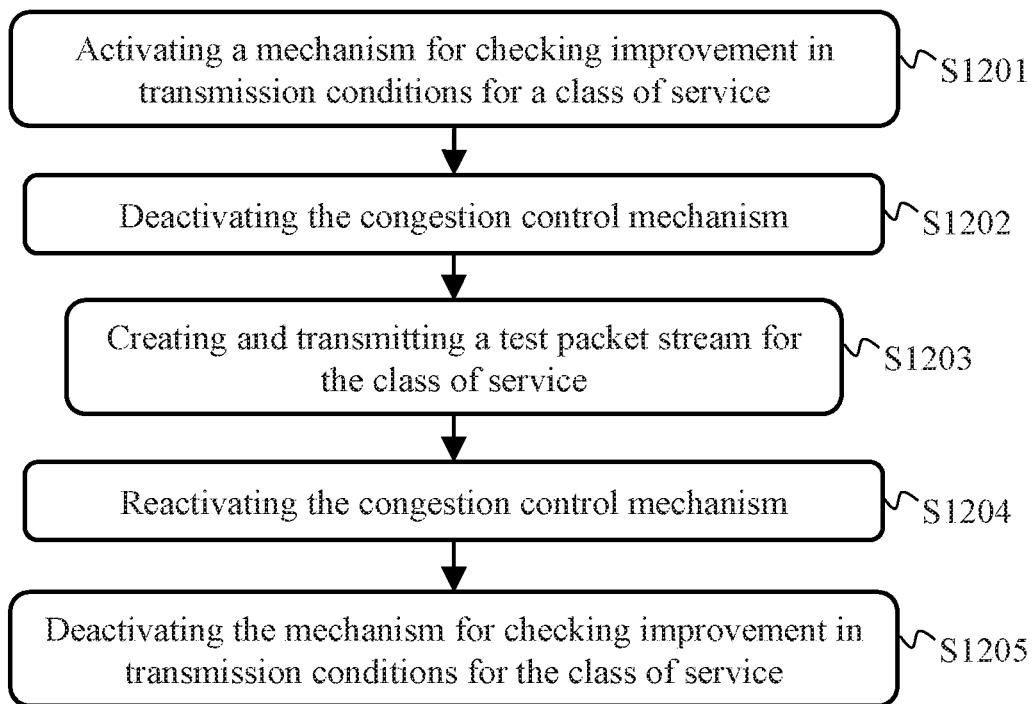 Activating a mechanism for checking improvement in
transmission conditions for a class of service
S1201
Deactivating the congestion control mechanism
S1202
Creating and transmitting a test packet stream for
the class of service
S1203
Reactivating the congestion control mechanism
S1204
Deactivating the mechanism for checking improvement in
transmission conditions for the class of service
S1205